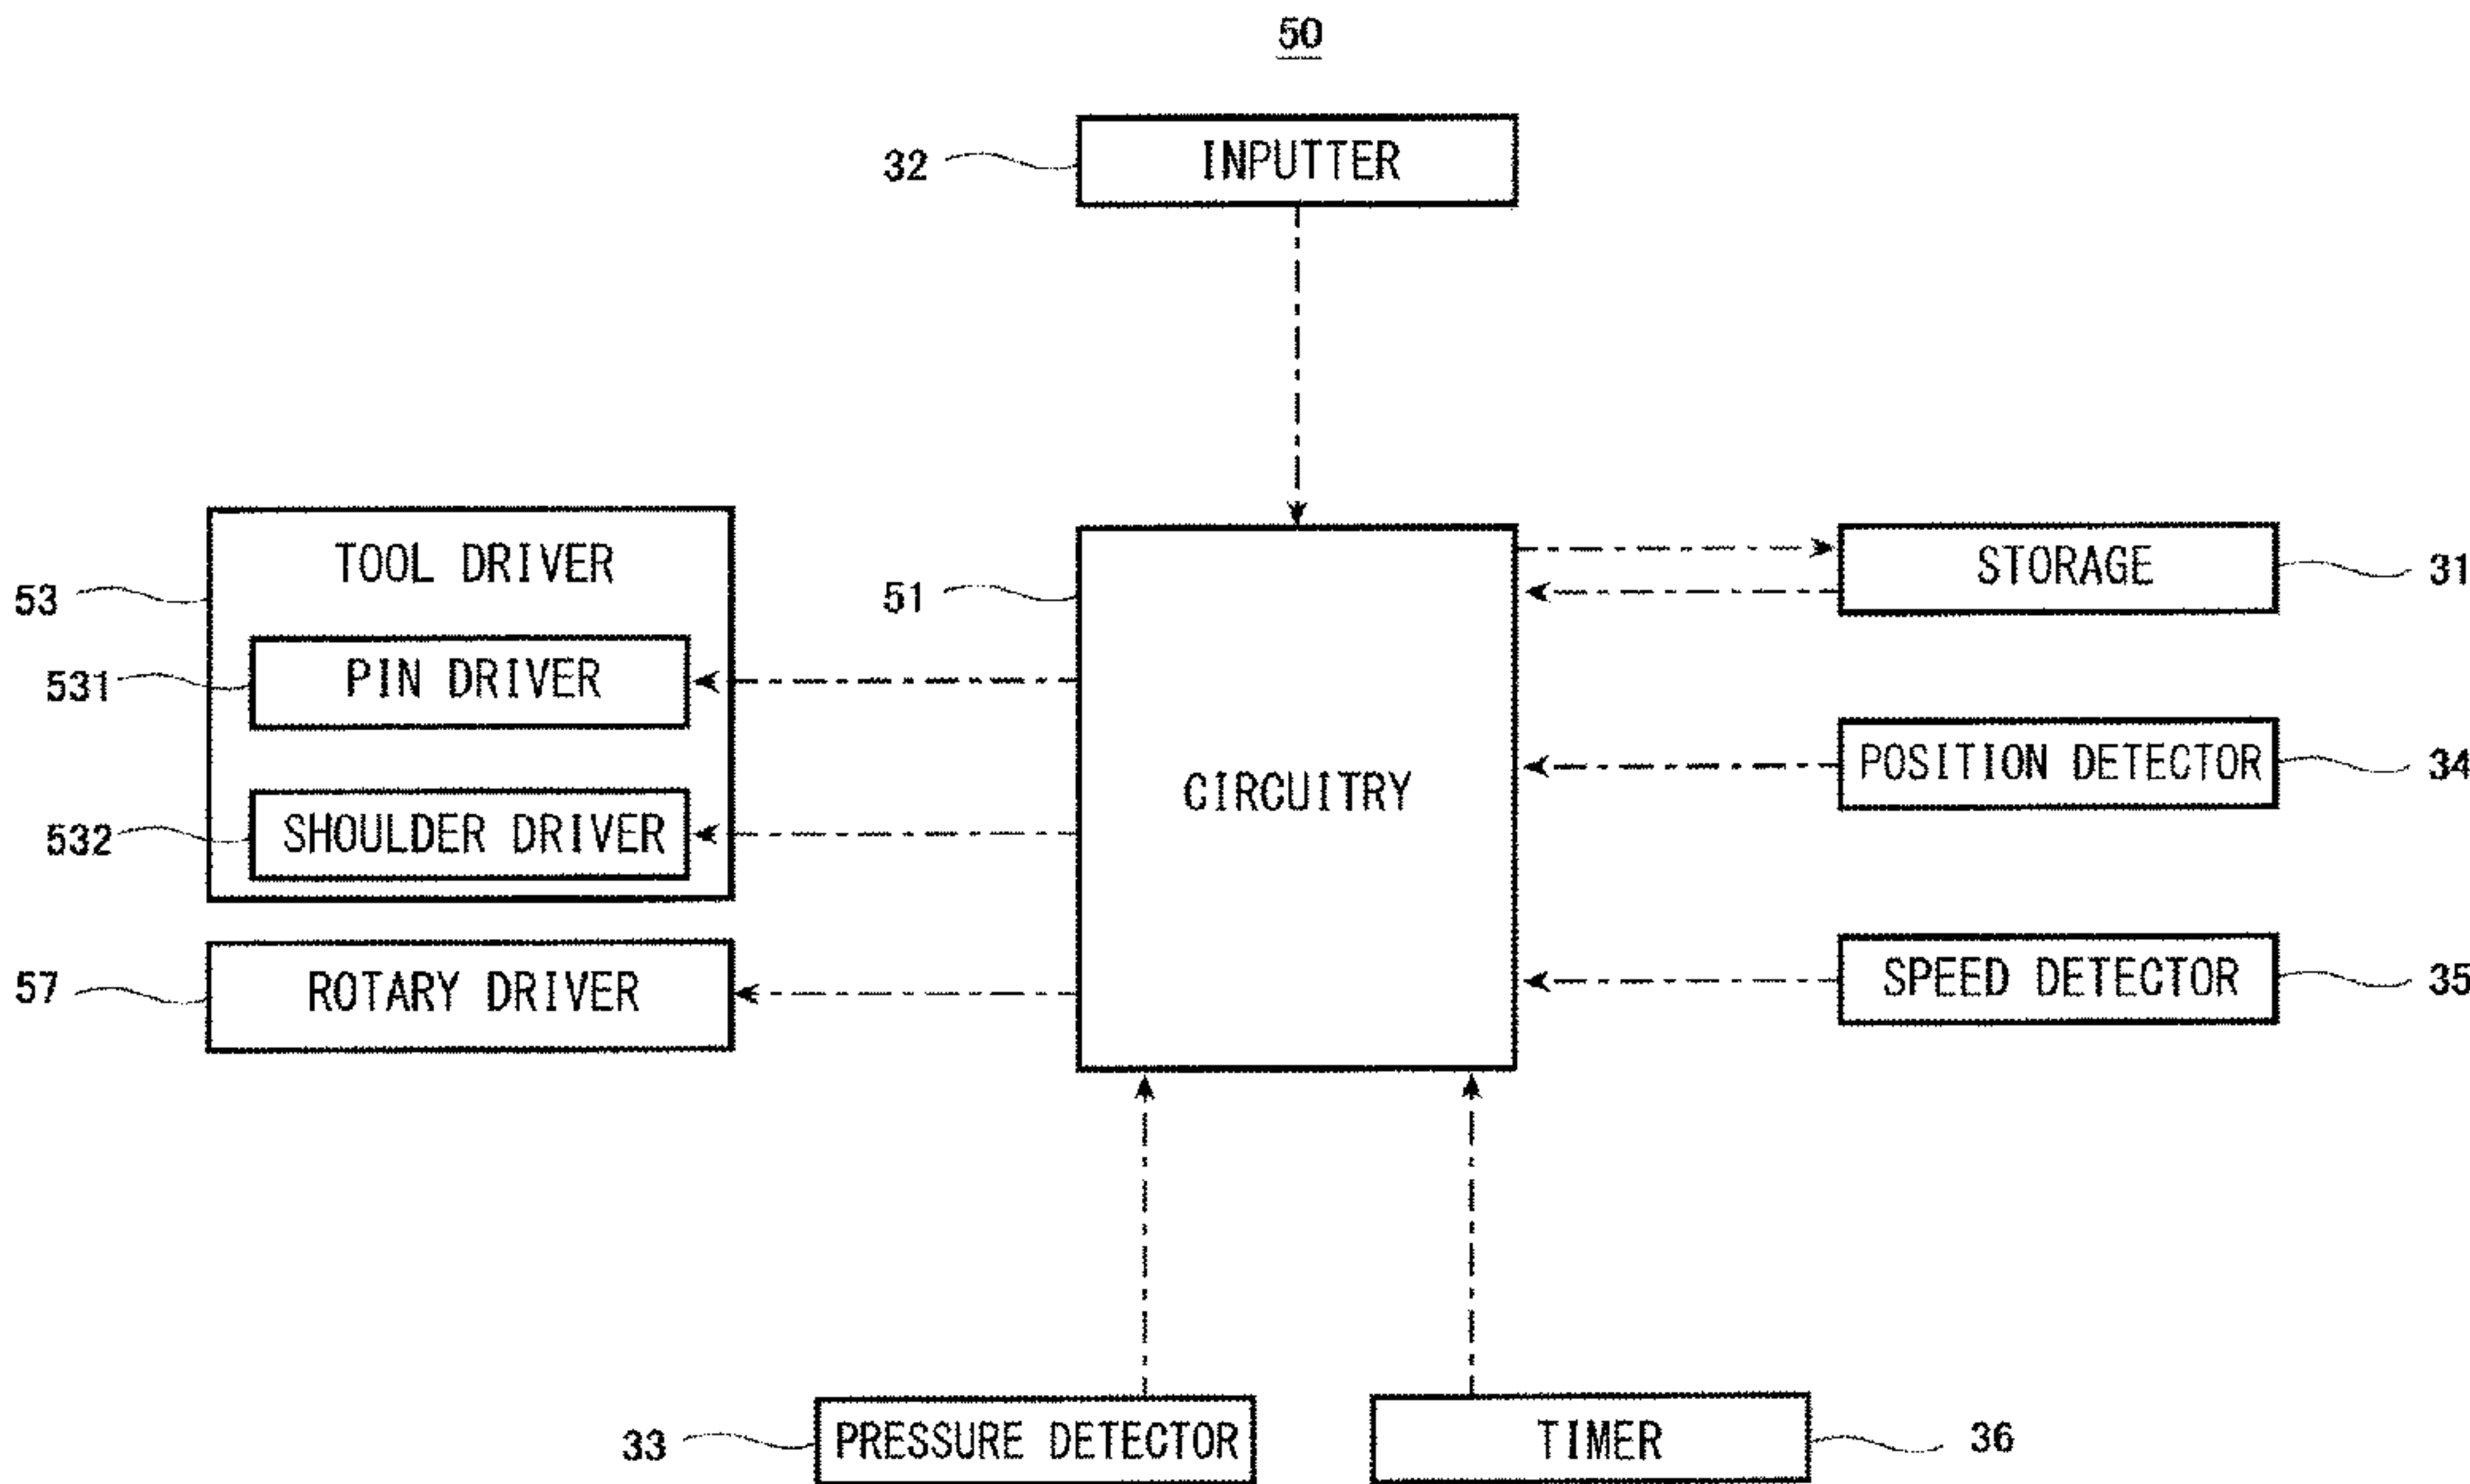 50
32 INPUTTER
TOOL DRIVER
53
51
STORAGE
31
531 PIN DRIVER
POSITION DETECTOR 34
CIRCUITRY
532 SHOULDER DRIVER
57 ROTARY DRIVER
SPEED DETECTOR 35
33 PRESSURE DETECTOR
TIMER 36